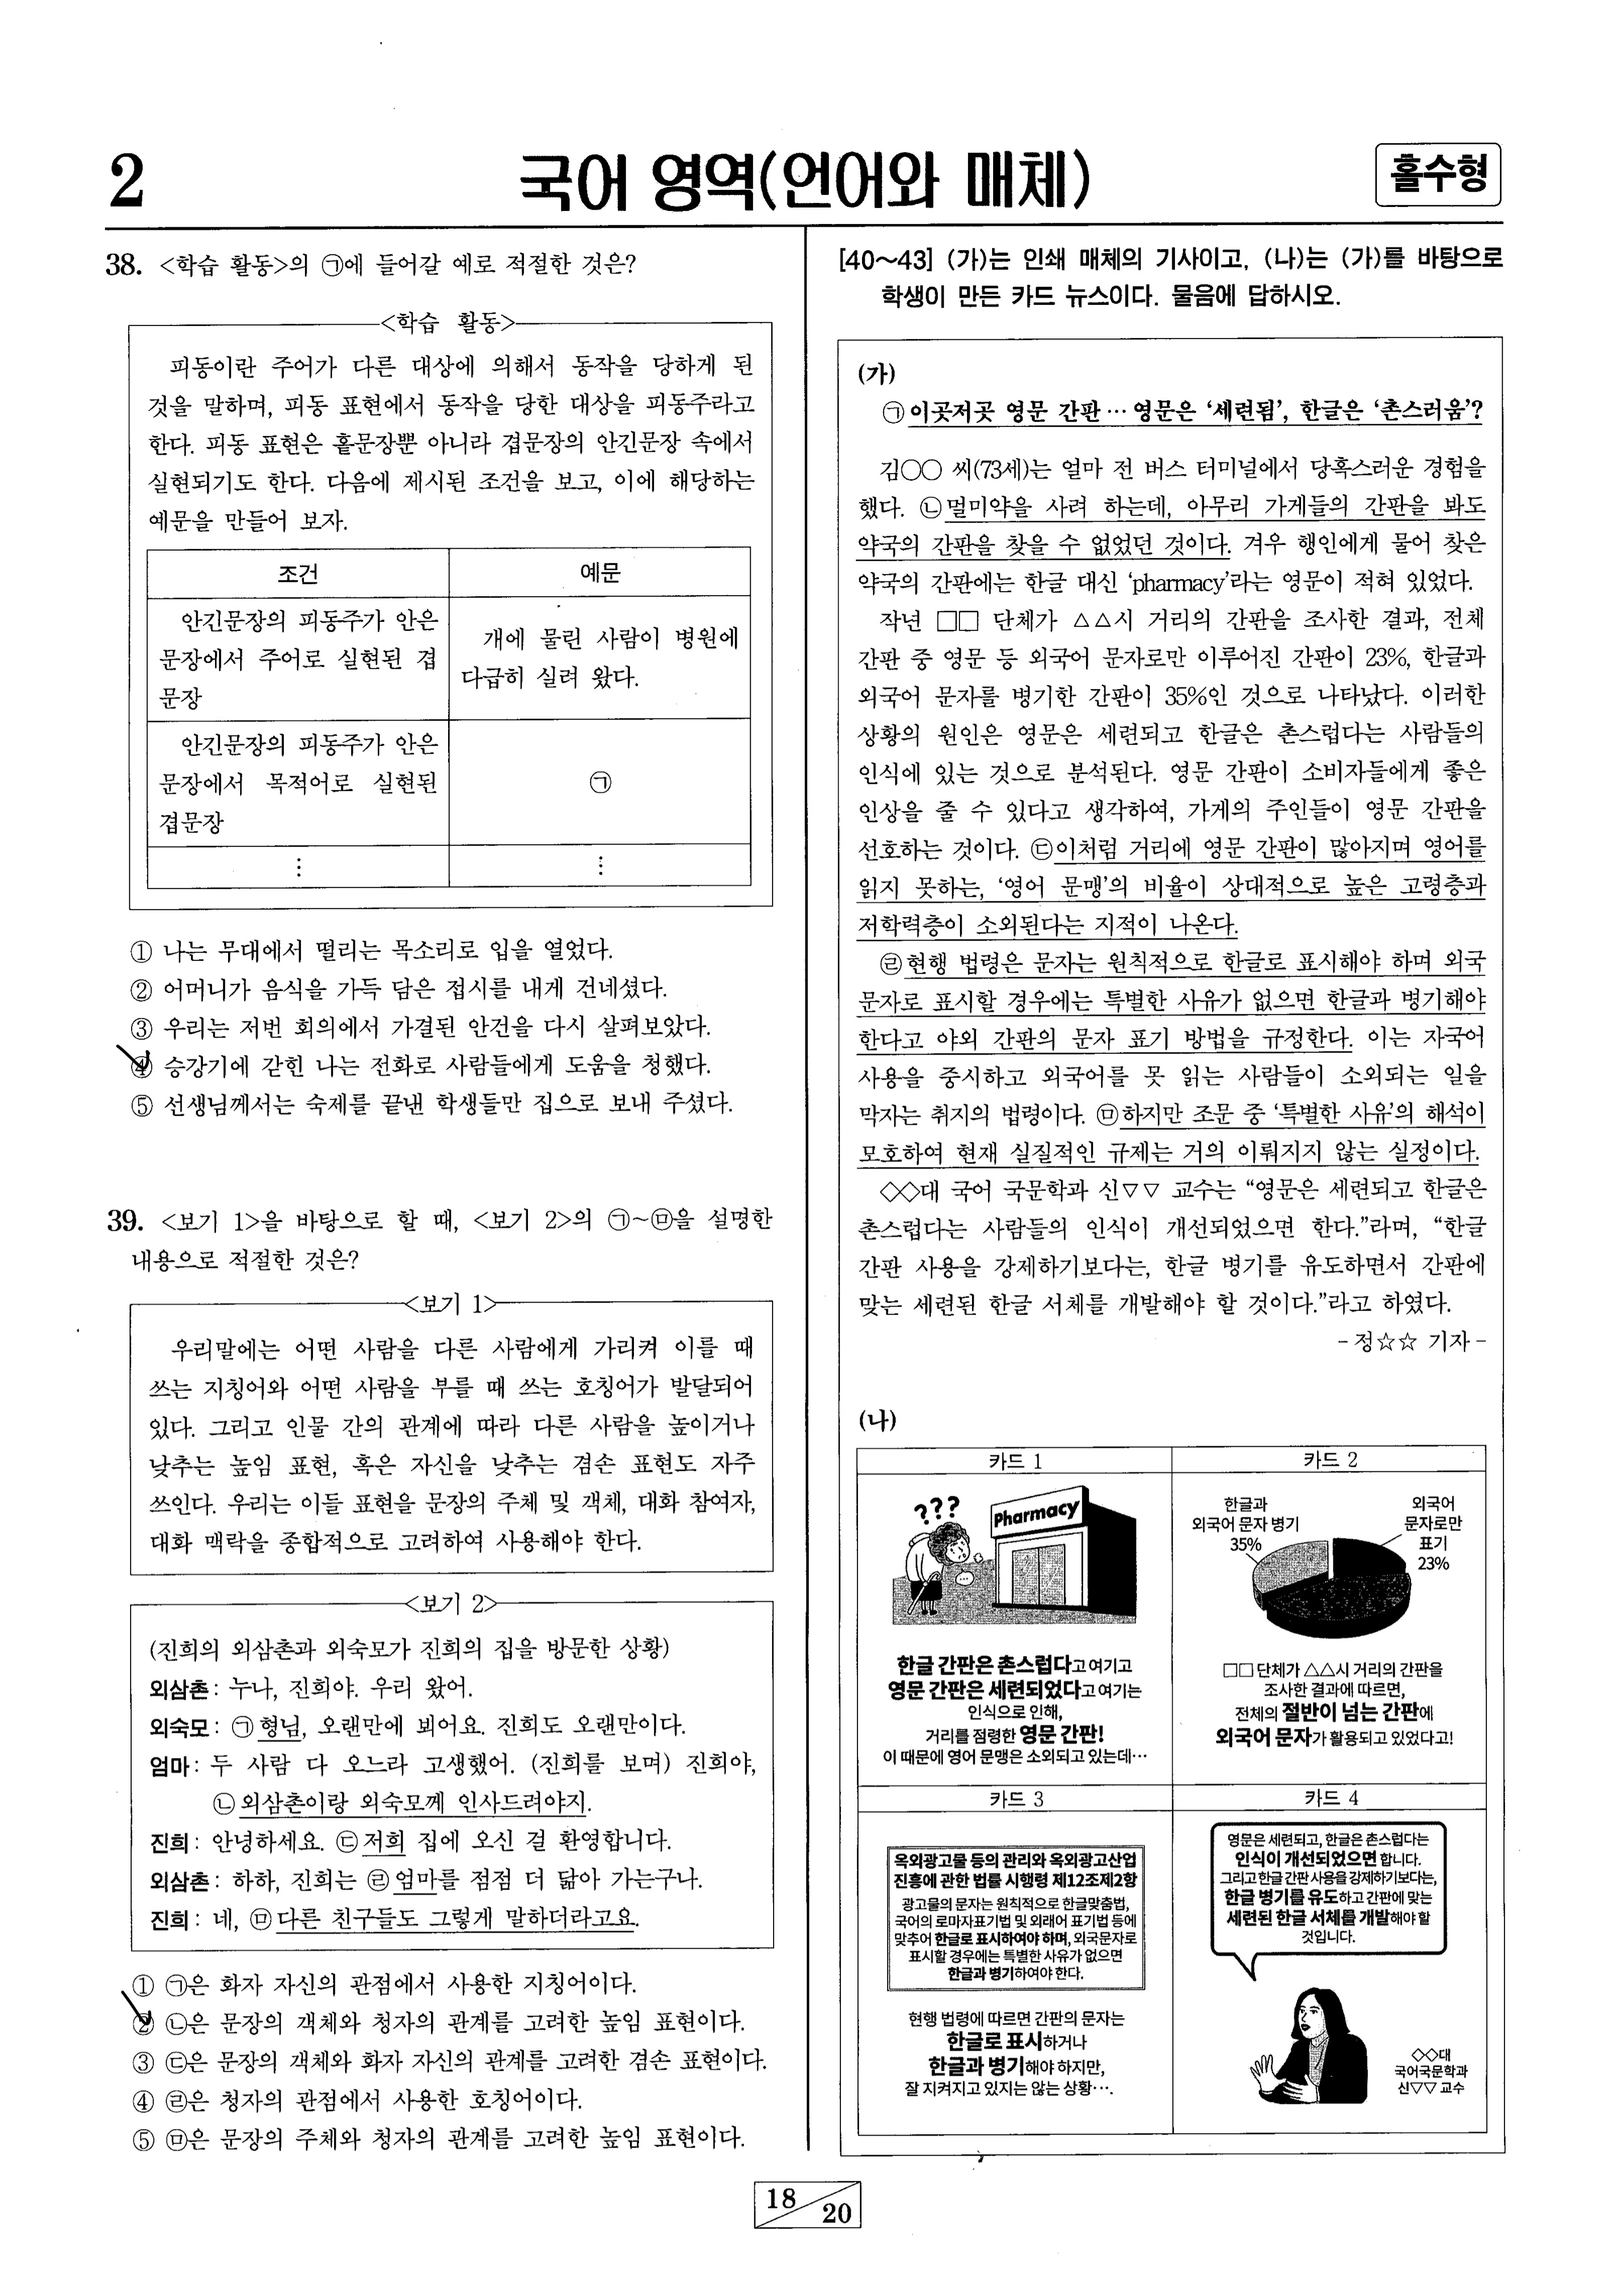 2
국어 영역(언어와 매체)
홀수형
38. <학습 활동>의 ㉠에 들어갈 예로 적절한 것은?
<학습 활동>
피동이란 주어가 다른 대상에 의해서 동작을 당하게 된
것을 말하며, 피동 표현에서 동작을 당한 대상을 피동주라고
한다. 피동 표현은 홑문장뿐 아니라 겹문장의 안긴문장 속에서
실현되기도 한다. 다음에 제시된 조건을 보고, 이에 해당하는
예문을 만들어 보자.
조건
예문
안긴문장의 피동주가 안은
문장에서 주어로 실현된 겹
문장
개에 물린 사람이 병원에
다급히 실려 왔다.
안긴문장의 피동주가 안은
문장에서 목적어로 실현된
겹문장
㉠
⋮
⋮
① 나는 무대에서 떨리는 목소리로 입을 열었다.
② 어머니가 음식을 가득 담은 접시를 내게 건네셨다.
③ 우리는 저번 회의에서 가결된 안건을 다시 살펴보았다.
④ 승강기에 갇힌 나는 전화로 사람들에게 도움을 청했다.
⑤ 선생님께서는 숙제를 끝낸 학생들만 집으로 보내 주셨다.
39. <보기 1>을 바탕으로 할 때, <보기 2>의 ㉠~㉤을 설명한
내용으로 적절한 것은?
<보기 1>
우리말에는 어떤 사람을 다른 사람에게 가리켜 이를 때
쓰는 지칭어와 어떤 사람을 부를 때 쓰는 호칭어가 발달되어
있다. 그리고 인물 간의 관계에 따라 다른 사람을 높이거나
낮추는 높임 표현, 혹은 자신을 낮추는 겸손 표현도 자주
쓰인다. 우리는 이들 표현을 문장의 주체 및 객체, 대화 참여자,
대화 맥락을 종합적으로 고려하여 사용해야 한다.
<보기 2>
(진희의 외삼촌과 외숙모가 진희의 집을 방문한 상황)
외삼촌: 누나, 진희야. 우리 왔어.
외숙모: ㉠형님, 오랜만에 뵈어요. 진희도 오랜만이다.
엄마: 두 사람 다 오느라 고생했어. (진희를 보며) 진희야,
㉡외삼촌이랑 외숙모께 인사드려야지.
진희: 안녕하세요. ㉢저희 집에 오신 걸 환영합니다.
외삼촌: 하하, 진희는 ㉣엄마를 점점 더 닮아 가는구나.
진희: 네, ㉤다른 친구들도 그렇게 말하더라고요.
① ㉠은 화자 자신의 관점에서 사용한 지칭어이다.
② ㉡은 문장의 객체와 청자의 관계를 고려한 높임 표현이다.
③ ㉢은 문장의 객체와 화자 자신의 관계를 고려한 겸손 표현이다.
④ ㉣은 청자의 관점에서 사용한 호칭어이다.
⑤ ㉤은 문장의 주체와 청자의 관계를 고려한 높임 표현이다.
[40~43] (가)는 인쇄 매체의 기사이고, (나)는 (가)를 바탕으로
학생이 만든 카드 뉴스이다. 물음에 답하시오.
(가)
㉠이곳저곳 영문 간판… 영문은 ‘세련됨’, 한글은 ‘촌스러움’?
김○○ 씨(73세)는 얼마 전 버스 터미널에서 당혹스러운 경험을
했다. ㉡멀미약을 사려 하는데, 아무리 가게들의 간판을 봐도
약국의 간판을 찾을 수 없었던 것이다. 겨우 행인에게 물어 찾은
약국의 간판에는 한글 대신 ‘pharmacy’라는 영문이 적혀 있었다.
작년 □□ 단체가 △△시 거리의 간판을 조사한 결과, 전체
간판 중 영문 등 외국어 문자로만 이루어진 간판이 23%, 한글과
외국어 문자를 병기한 간판이 35%인 것으로 나타났다. 이러한
상황의 원인은 영문은 세련되고 한글은 촌스럽다는 사람들의
인식에 있는 것으로 분석된다. 영문 간판이 소비자들에게 좋은
인상을 줄 수 있다고 생각하여, 가게의 주인들이 영문 간판을
선호하는 것이다. ㉢이처럼 거리에 영문 간판이 많아지며 영어를
읽지 못하는, ‘영어 문맹’의 비율이 상대적으로 높은 고령층과
저학력층이 소외된다는 지적이 나온다.
㉣현행 법령은 문자는 원칙적으로 한글로 표시해야 하며 외국
문자로 표시할 경우에는 특별한 사유가 없으면 한글과 병기해야
한다고 야외 간판의 문자 표기 방법을 규정한다. 이는 자국어
사용을 중시하고 외국어를 못 읽는 사람들이 소외되는 일을
막자는 취지의 법령이다. ㉤하지만 조문 중 ‘특별한 사유’의 해석이
모호하여 현재 실질적인 규제는 거의 이뤄지지 않는 실정이다.
◇◇대 국어 국문학과 신▽▽ 교수는 “영문은 세련되고 한글은
촌스럽다는 사람들의 인식이 개선되었으면 한다.”라며, “한글
간판 사용을 강제하기보다는, 한글 병기를 유도하면서 간판에
맞는 세련된 한글 서체를 개발해야 할 것이다.”라고 하였다.
- 정☆☆ 기자 -
(나)
카드 1
???
Pharmacy
한글 간판은 촌스럽다고 여기고
영문 간판은 세련되었다고 여기는
인식으로 인해,
거리를 점령한 영문 간판!
이 때문에 영어 문맹은 소외되고 있는데…
카드 2
한글과
외국어 문자 병기
35%
외국어
문자로만
표기
23%
□□ 단체가 △△시 거리의 간판을
조사한 결과에 따르면,
전체의 절반이 넘는 간판에
외국어 문자가 활용되고 있었다고!
카드 3
옥외광고물 등의 관리와 옥외광고산업
진흥에 관한 법률 시행령 제12조제2항
광고물의 문자는 원칙적으로 한글맞춤법,
국어의 로마자표기법 및 외래어 표기법 등에
맞추어 한글로 표시하여야 하며, 외국문자로
표시할 경우에는 특별한 사유가 없으면
한글과 병기하여야 한다.
현행 법령에 따르면 간판의 문자는
한글로 표시하거나
한글과 병기해야 하지만,
잘 지켜지고 있지는 않는 상황….
카드 4
영문은 세련되고, 한글은 촌스럽다는
인식이 개선되었으면 합니다.
그리고 한글 간판 사용을 강제하기보다는,
한글 병기를 유도하고 간판에 맞는
세련된 한글 서체를 개발해야 할
것입니다.
◇◇대
국어국문학과
신▽▽ 교수
18
20